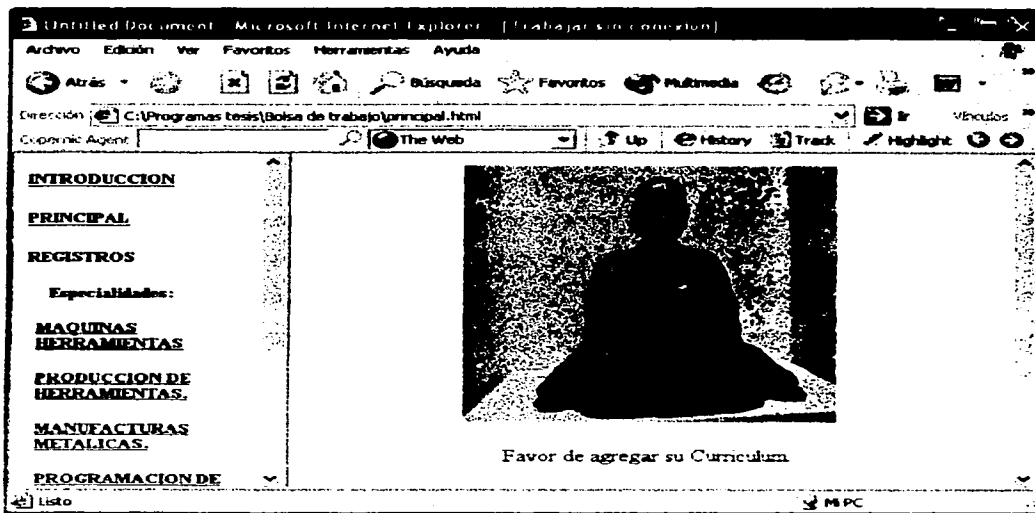 Untitled Document - Microsoft Internet Explorer - [Trabajar sin conexión]
Archivo Edición Ver Favoritos Herramientas Ayuda
Atrás Búsqueda Favoritos Multimedia
Dirección C:\Programas tesis\Bolsa de trabajo\principal.html Ir Vínculos
Copernic Agent The Web Up History Track Highlight
INTRODUCCION
PRINCIPAL
REGISTROS
Especialidades:
MAQUINAS
HERRAMIENTAS
PRODUCCION DE
HERRAMIENTAS.
MANUFACTURAS
METALICAS.
PROGRAMACION DE
Favor de agregar su Curriculum
Listo Mi PC